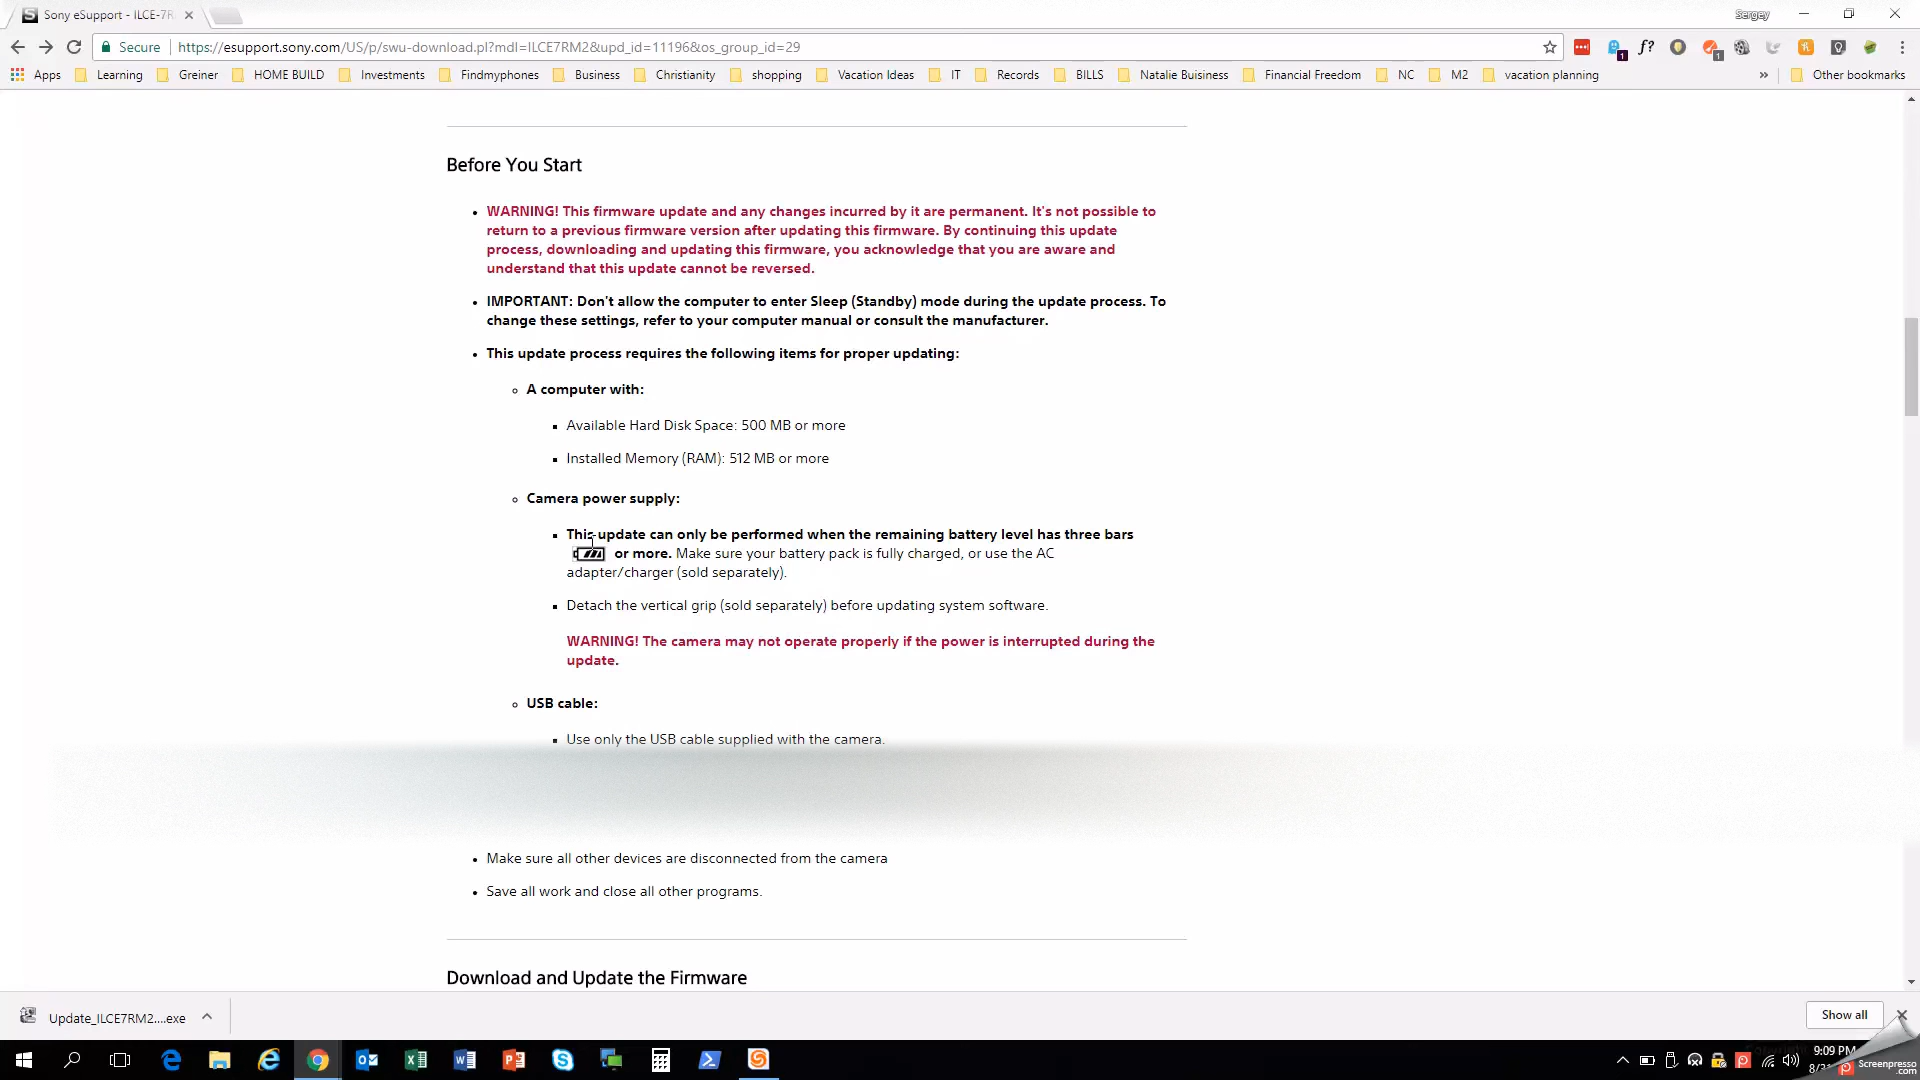 Sony eSupport - ILCE-7R
Sergey
Secure
https://esupport.sony.com/US/p/swu-download.pl?mdl=ILCE7RM2&upd_id=11196&os_group_id=29
Apps
Learning
Greiner
HOME BUILD
Investments
Findmyphones
Business
Christianity
shopping
Vacation Ideas
IT
Records
BILLS
Natalie Buisiness
Financial Freedom
NC
M2
vacation planning
Other bookmarks
Before You Start
WARNING! This firmware update and any changes incurred by it are permanent. It's not possible to
return to a previous firmware version after updating this firmware. By continuing this update
process, downloading and updating this firmware, you acknowledge that you are aware and
understand that this update cannot be reversed.
IMPORTANT: Don't allow the computer to enter Sleep (Standby) mode during the update process. To
change these settings, refer to your computer manual or consult the manufacturer.
This update process requires the following items for proper updating:
A computer with:
Available Hard Disk Space: 500 MB or more
Installed Memory (RAM): 512 MB or more
Camera power supply:
This update can only be performed when the remaining battery level has three bars
or more. Make sure your battery pack is fully charged, or use the AC
adapter/charger (sold separately).
Detach the vertical grip (sold separately) before updating system software.
WARNING! The camera may not operate properly if the power is interrupted during the
update.
USB cable:
Use only the USB cable supplied with the camera.
Make sure all other devices are disconnected from the camera
Save all work and close all other programs.
Download and Update the Firmware
Update_ILCE7RM2....exe
Show all
9:09 PM
Screenpresso
.com